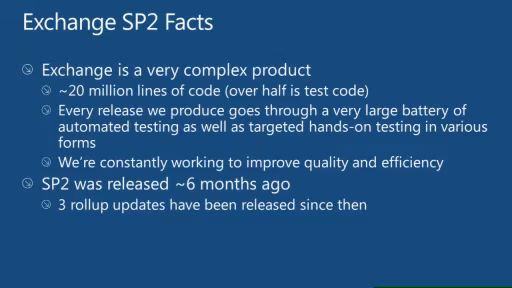 Exchange SP2 Facts
Exchange is a very complex product
~20 million lines of code (over half is test code)
Every release we produce goes through a very large battery of
automated testing as well as targeted hands-on testing in various
forms
We're constantly working to improve quality and efficiency
SP2 was released ~6 months ago
3 rollup updates have been released since then